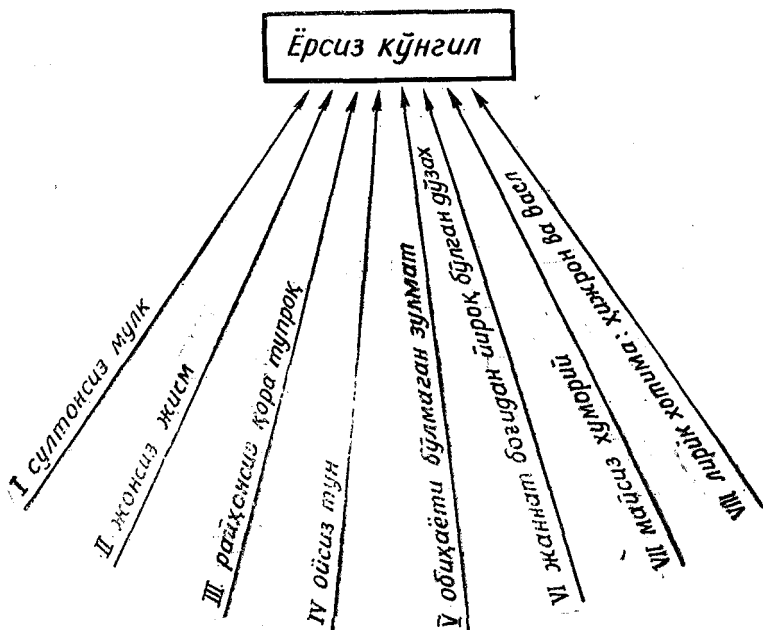 Ёрсиз кўнгил
I султонсиз мулк
II жонсиз жисм
III райҳонсиз қора тупроқ
IV ойсиз тун
V обиҳаёти бўлмаган зулмат
VI жаннат боғидан йироқ бўлган дўзах
VII майсиз хуморий
VIII лирик хотима: Ҳижрон ва васл